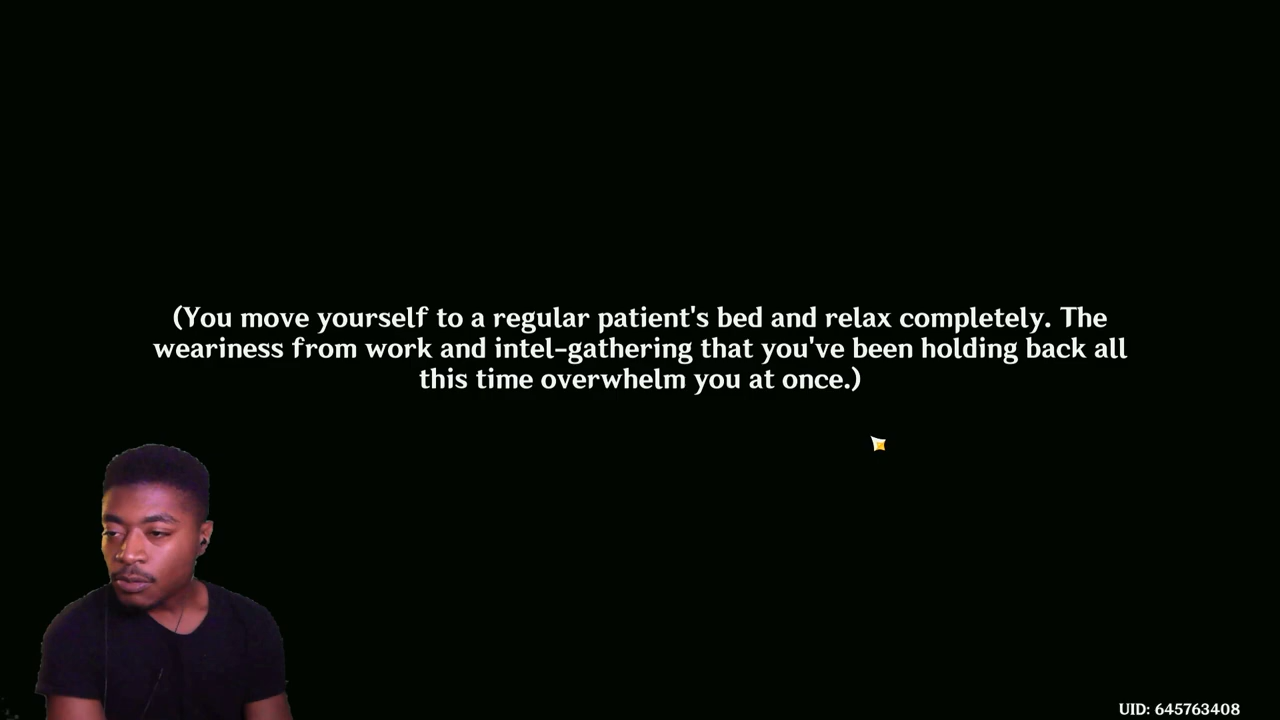 (You move yourself to a regular patient's bed and relax completely. The
weariness from work and intel-gathering that you've been holding back all
this time overwhelm you at once.)
UID: 645763408